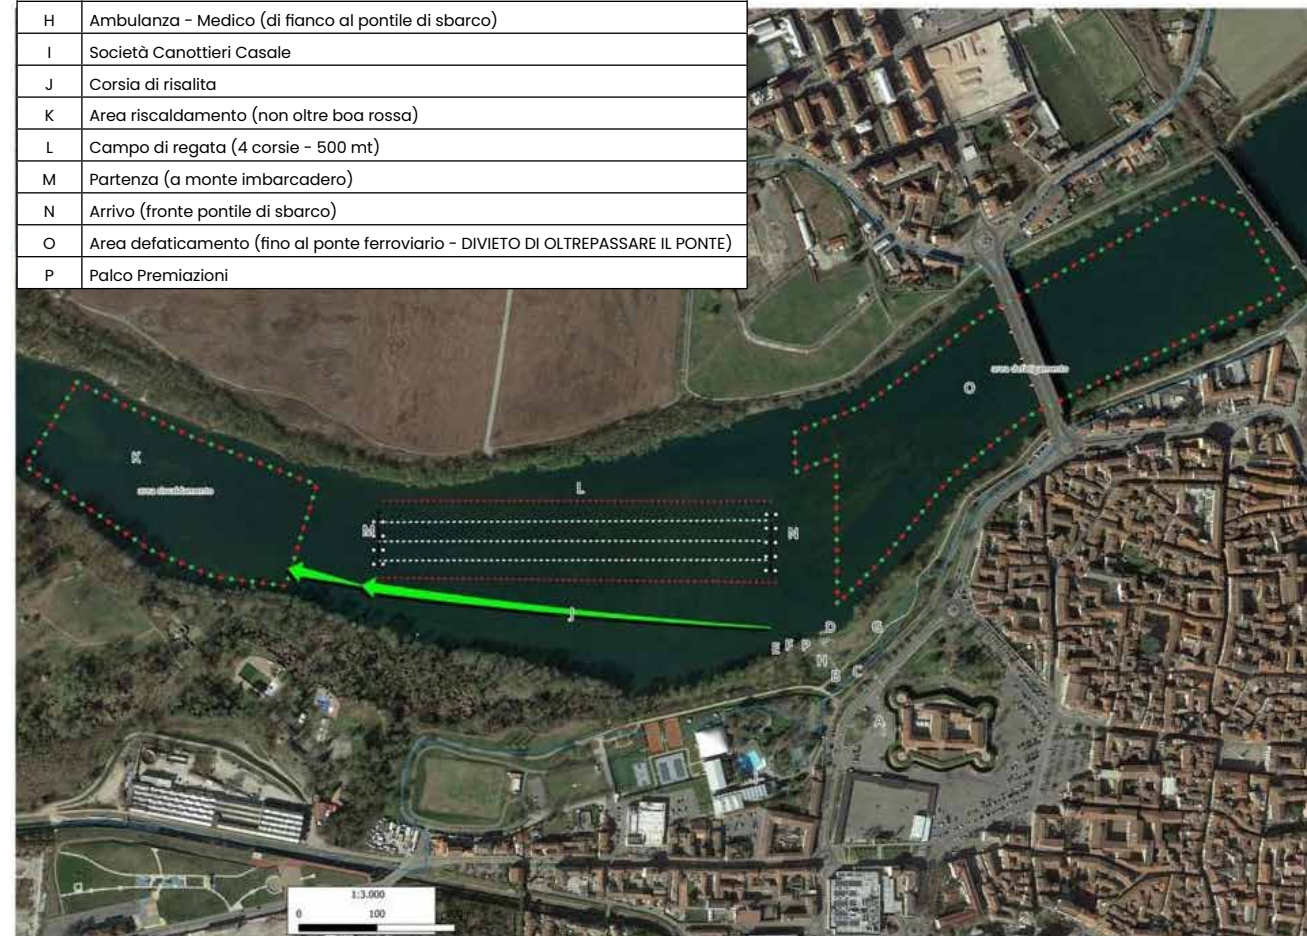 H Ambulanza - Medico (di fianco al pontile di sbarco)
I Società Canottieri Casale
J Corsia di risalita
K Area riscaldamento (non oltre boa rossa)
L Campo di regata (4 corsie - 500 mt)
M Partenza (a monte imbarcadero)
N Arrivo (fronte pontile di sbarco)
O Area defaticamento (fino al ponte ferroviario - DIVIETO DI OLTREPASSARE IL PONTE)
P Palco Premiazioni
area defatigamento
O
K
area riscaldamento
L
M
N
J
D
G
E F P
H
B C
A
1:3.000
0 100